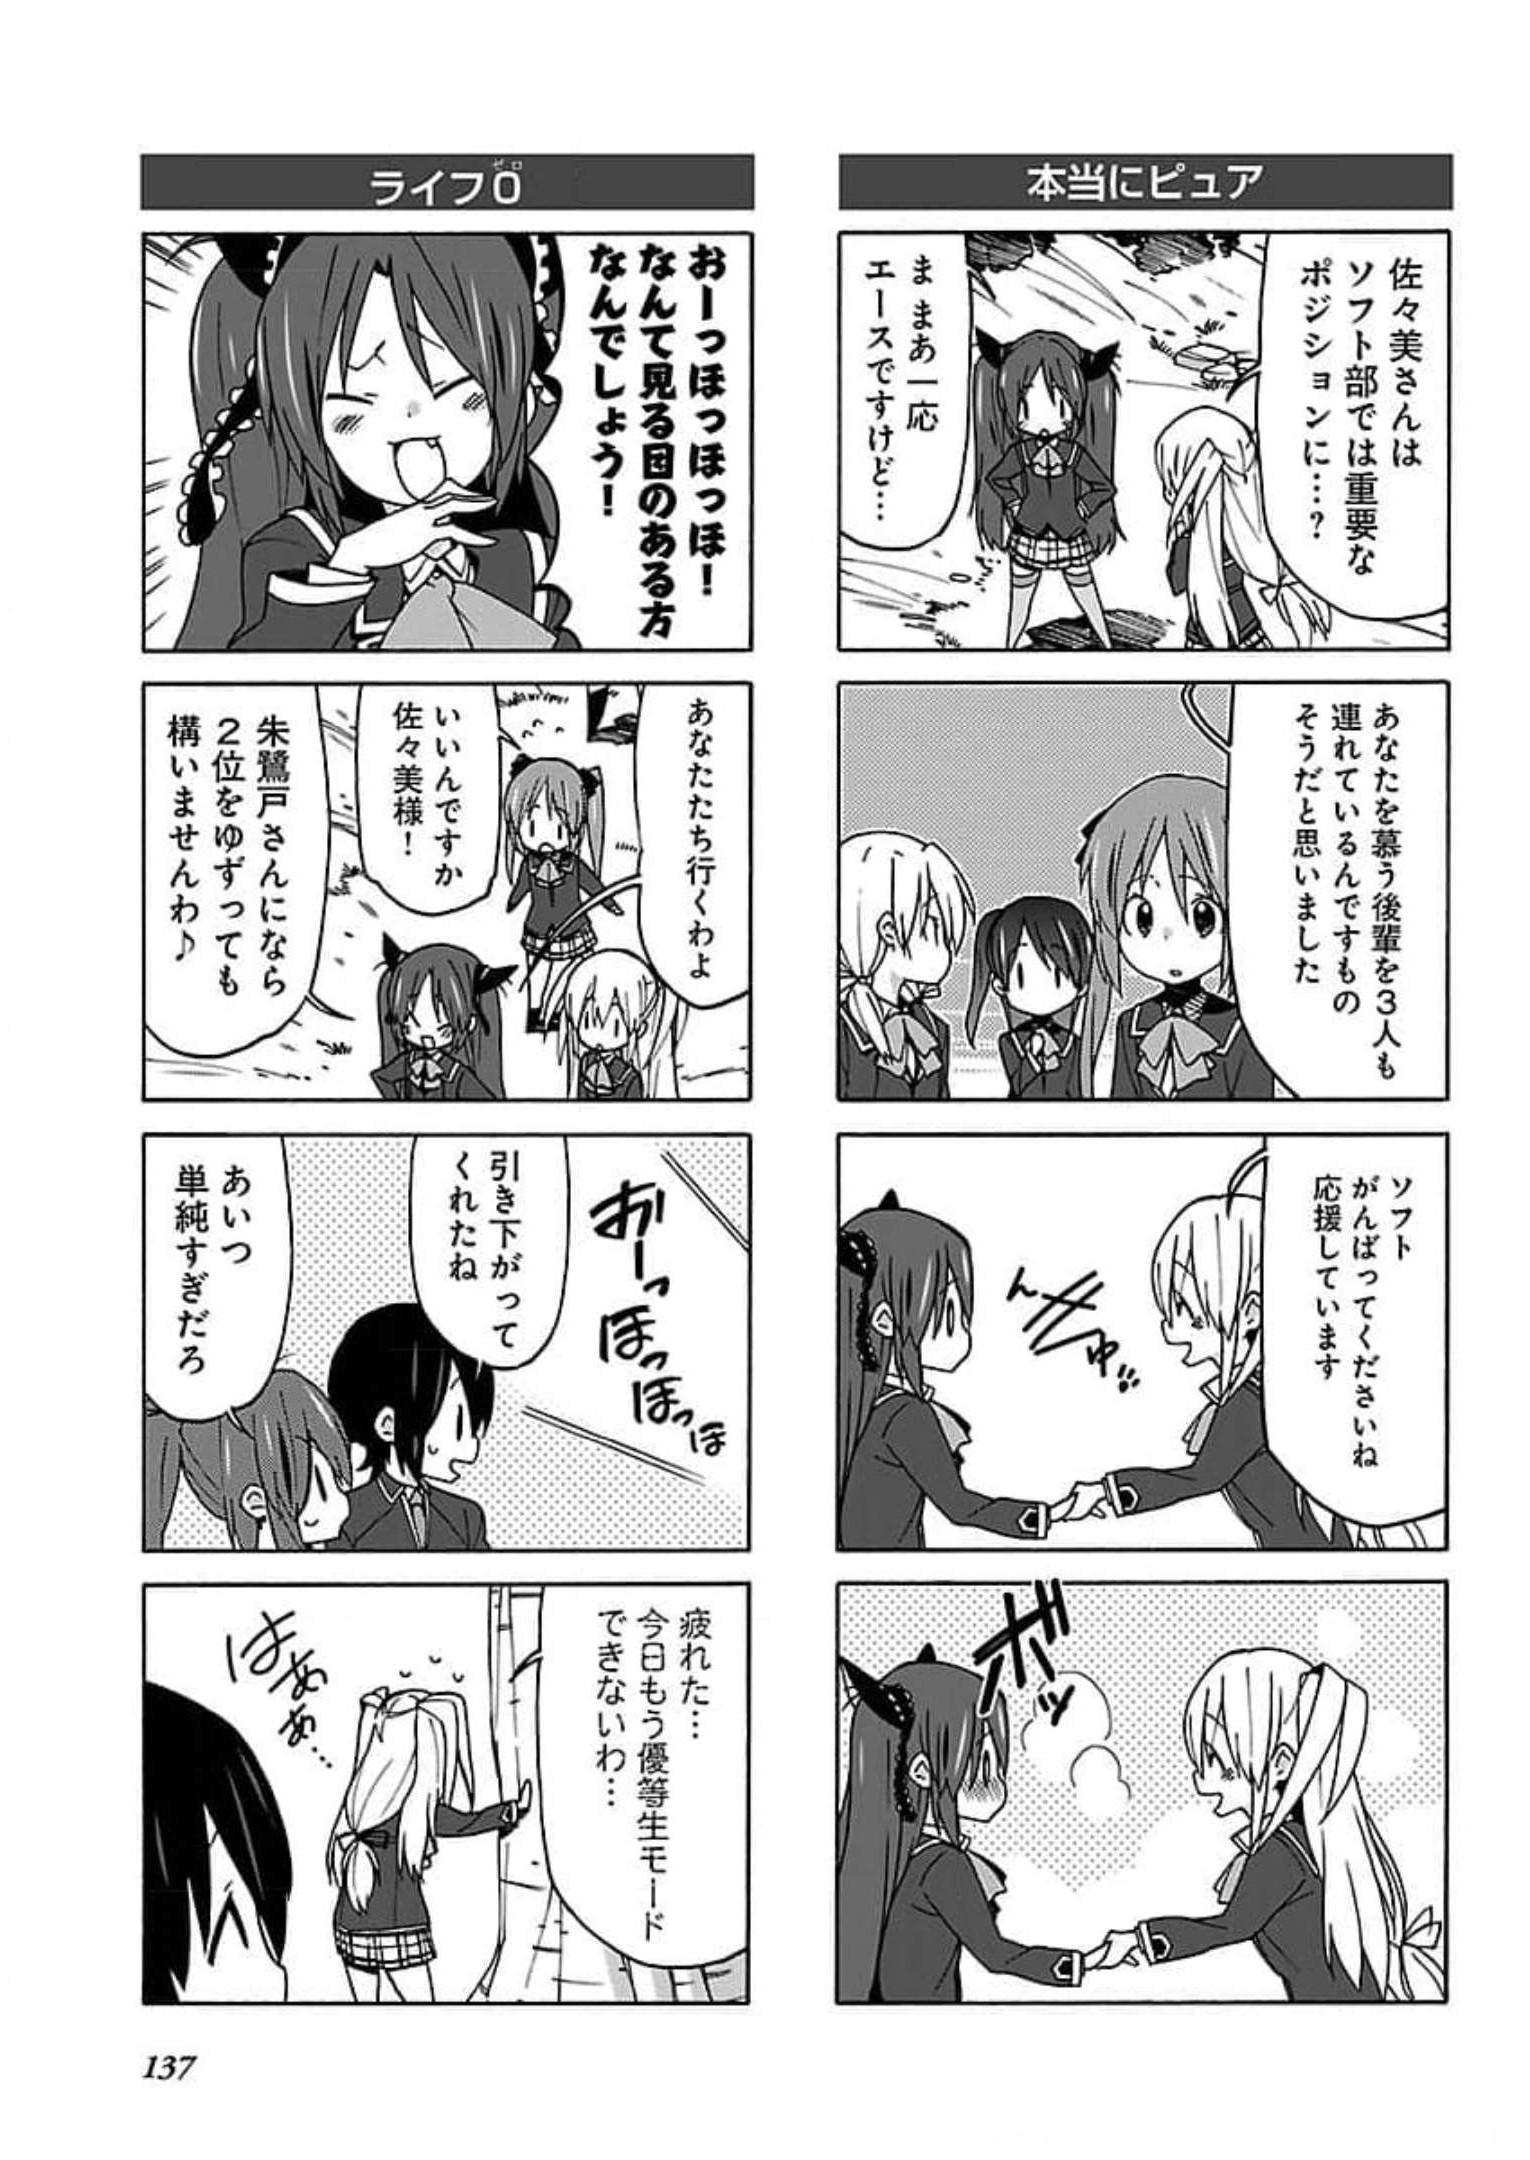 本当にピュア
佐々美さんは
ソフト部では重要な
ポジションに…?
ま まあ一応
エースですけど…
あなたを慕う後輩を3人も
連れているんですもの
そうだと思いました
ソフト
がんばってくださいね
応援しています
きゅん
ボッ
ライフ0
ゼロ
おーっほっほっほ!
なんて見る目のある方
なんでしょう!
あなたたち行くわよ
いいんですか
佐々美様!
朱鷺戸さんになら
2位をゆずっても
構いませんわ♪
おーっ
ほっ
ほっほ
引き下がって
くれたね
あいつ
単純すぎだろ
疲れた…
今日もう優等生モード
できないわ…
はぁぁぁ…
137